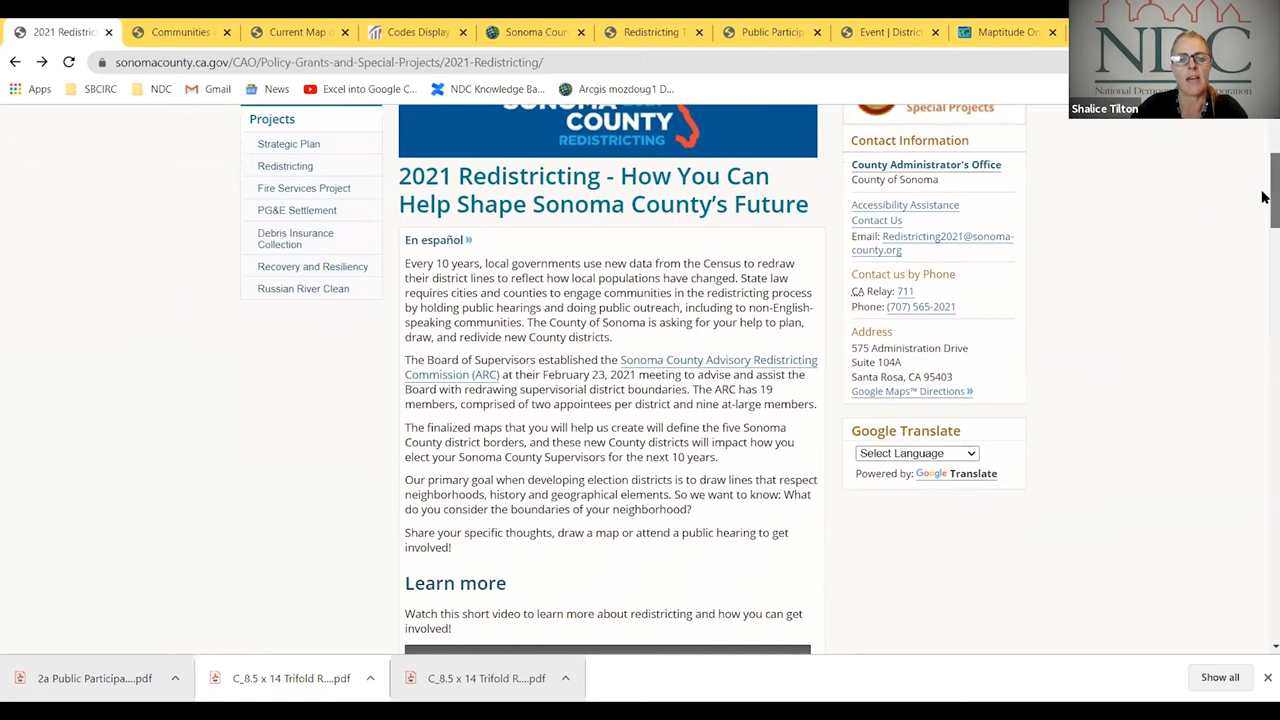 2021 Redistric
Communities
Current Map o
Codes Display
Sonoma Coun
Redistricting T
Public Particip
Event | District
Maptitude On
sonomacounty.ca.gov/CAO/Policy-Grants-and-Special-Projects/2021-Redistricting/
Apps
SBCIRC
NDC
Gmail
News
Excel into Google C...
NDC Knowledge Ba...
Arcgis mozdoug1 D...
NDC
National Demo
poration
Shalice Tilton
Projects
Strategic Plan
Redistricting
Fire Services Project
PG&E Settlement
Debris Insurance
Collection
Recovery and Resiliency
Russian River Clean
SONOMA
COUNTY
REDISTRICTING
2021 Redistricting - How You Can
Help Shape Sonoma County's Future
En español »
Every 10 years, local governments use new data from the Census to redraw
their district lines to reflect how local populations have changed. State law
requires cities and counties to engage communities in the redistricting process
by holding public hearings and doing public outreach, including to non-English-
speaking communities. The County of Sonoma is asking for your help to plan,
draw, and redivide new County districts.
The Board of Supervisors established the Sonoma County Advisory Redistricting
Commission (ARC) at their February 23, 2021 meeting to advise and assist the
Board with redrawing supervisorial district boundaries. The ARC has 19
members, comprised of two appointees per district and nine at-large members.
The finalized maps that you will help us create will define the five Sonoma
County district borders, and these new County districts will impact how you
elect your Sonoma County Supervisors for the next 10 years.
Our primary goal when developing election districts is to draw lines that respect
neighborhoods, history and geographical elements. So we want to know: What
do you consider the boundaries of your neighborhood?
Share your specific thoughts, draw a map or attend a public hearing to get
involved!
Learn more
Watch this short video to learn more about redistricting and how you can get
involved!
Special Projects
Contact Information
County Administrator's Office
County of Sonoma
Accessibility Assistance
Contact Us
Email: Redistricting2021@sonoma-
county.org
Contact us by Phone
CA Relay: 711
Phone: (707) 565-2021
Address
575 Administration Drive
Suite 104A
Santa Rosa, CA 95403
Google Maps™ Directions »
Google Translate
Select Language
Powered by: Google Translate
2a Public Participa....pdf
C_8.5 x 14 Trifold R....pdf
C_8.5 x 14 Trifold R....pdf
Show all